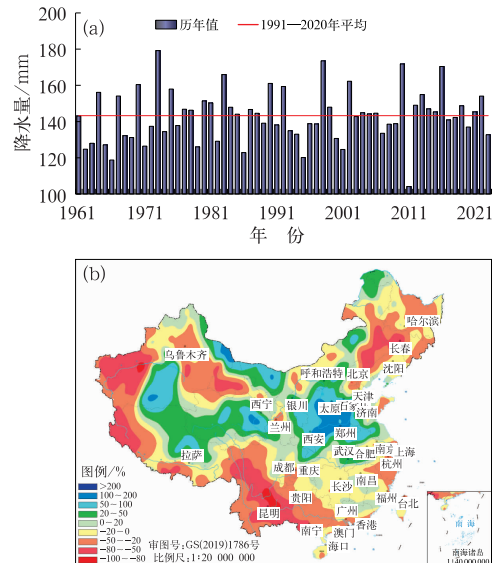 (a)
历年值
1991—2020年平均
降水量/mm
200
180
160
140
120
100
1961
1971
1981
1991
2001
2011
2021
年 份
(b)
哈尔滨
长春
沈阳
乌鲁木齐
呼和浩特
北京
天津
石家庄
银川
太原
济南
西宁
兰州
西安
郑州
拉萨
成都
重庆
武汉
合肥
南京
上海
杭州
长沙
南昌
贵阳
福州
台北
昆明
广州
南宁
香港
澳门
海口
图例/%
>200
100~200
50~100
20~50
0~20
−20~0
−50~−20
−80~−50
−100~−80
审图号:GS(2019)1786号
比例尺:1∶20 000 000
南 海
南海诸岛
1∶40 000 000